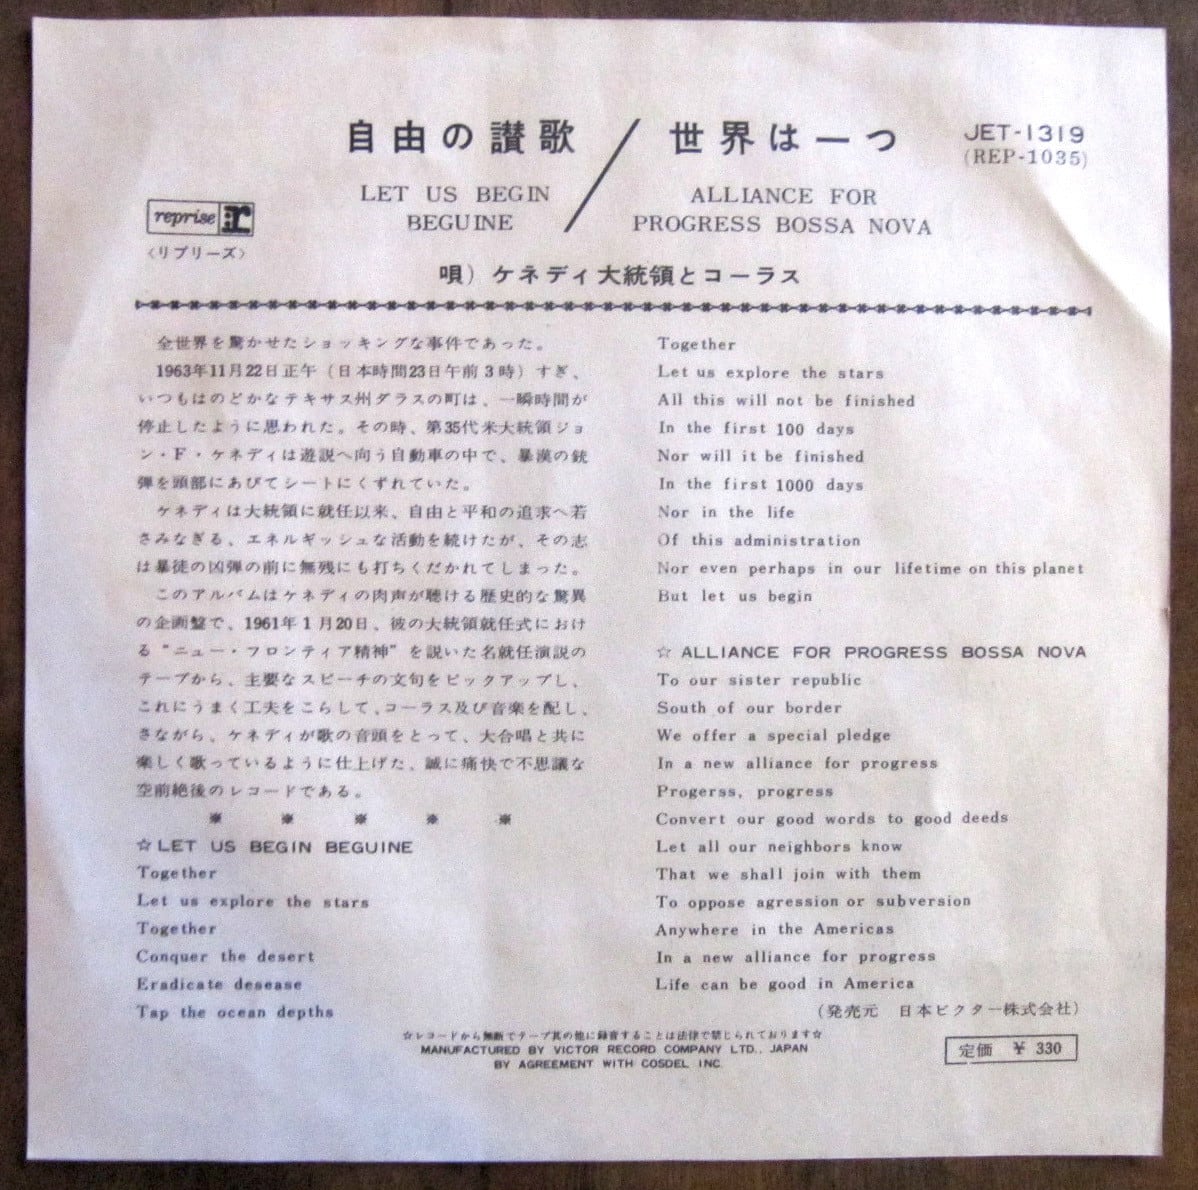 自由の讃歌 / 世界は一つ
JET-1319
(REP-1035)
LET US BEGIN
BEGUINE
ALLIANCE FOR
PROGRESS BOSSA NOVA
reprise r:
〈リプリーズ〉
唄）ケネディ大統領とコーラス
全世界を驚かせたショッキングな事件であった。
1963年11月22日正午（日本時間23日午前3時）すぎ、
いつもはのどかなテキサス州ダラスの町は、一瞬時間が
停止したように思われた。その時、第35代米大統領ジョ
ン・F・ケネディは遊説へ向う自動車の中で、暴漢の銃
弾を頭部にあびてシートにくずれていた。
ケネディは大統領に就任以来、自由と平和の追求へ若
さみなぎる、エネルギッシュな活動を続けたが、その志
は暴徒の凶弾の前に無残にも打ちくだかれてしまった。
このアルバムはケネディの肉声が聴ける歴史的な驚異
の企画盤で、1961年1月20日、彼の大統領就任式におけ
る“ニュー・フロンティア精神”を説いた名就任演説の
テープから、主要なスピーチの文句をピックアップし、
これにうまく工夫をこらして、コーラス及び音楽を配し、
さながら、ケネディが歌の音頭をとって、大合唱と共に
楽しく歌っているように仕上げた、誠に痛快で不思議な
空前絶後のレコードである。
※ ※ ※ ※ ※
☆LET US BEGIN BEGUINE
Together
Let us explore the stars
Together
Conquer the desert
Eradicate desease
Tap the ocean depths
Together
Let us explore the stars
All this will not be finished
In the first 100 days
Nor will it be finished
In the first 1000 days
Nor in the life
Of this administration
Nor even perhaps in our lifetime on this planet
But let us begin
☆ ALLIANCE FOR PROGRESS BOSSA NOVA
To our sister republic
South of our border
We offer a special pledge
In a new alliance for progress
Progerss, progress
Convert our good words to good deeds
Let all our neighbors know
That we shall join with them
To oppose agression or subversion
Anywhere in the Americas
In a new alliance for progress
Life can be good in America
（発売元 日本ビクター株式会社）
☆レコードから無断でテープ其の他に録音することは法律で禁じられております☆
MANUFACTURED BY VICTOR RECORD COMPANY LTD., JAPAN
BY AGREEMENT WITH COSDEL INC.
定価 ￥ 330